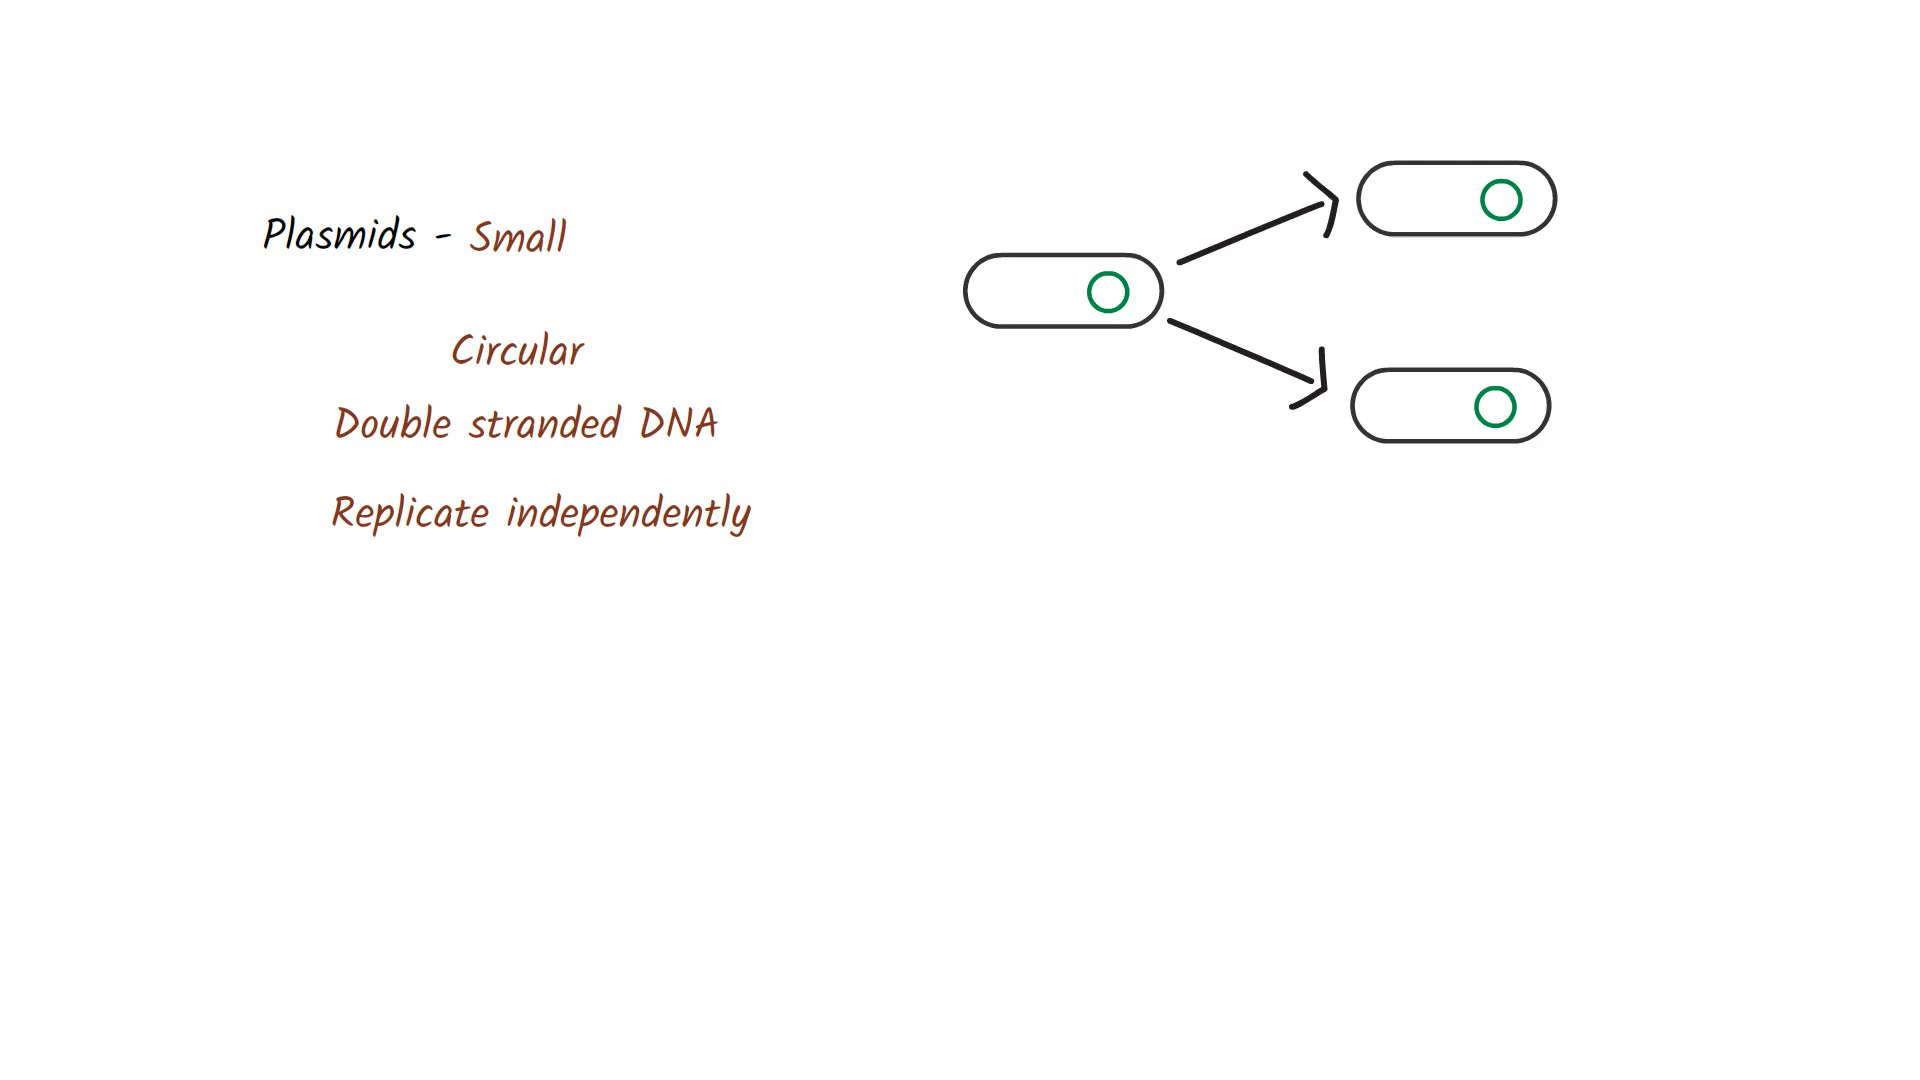 Plasmids - Small
Circular
Double stranded DNA
Replicate independently